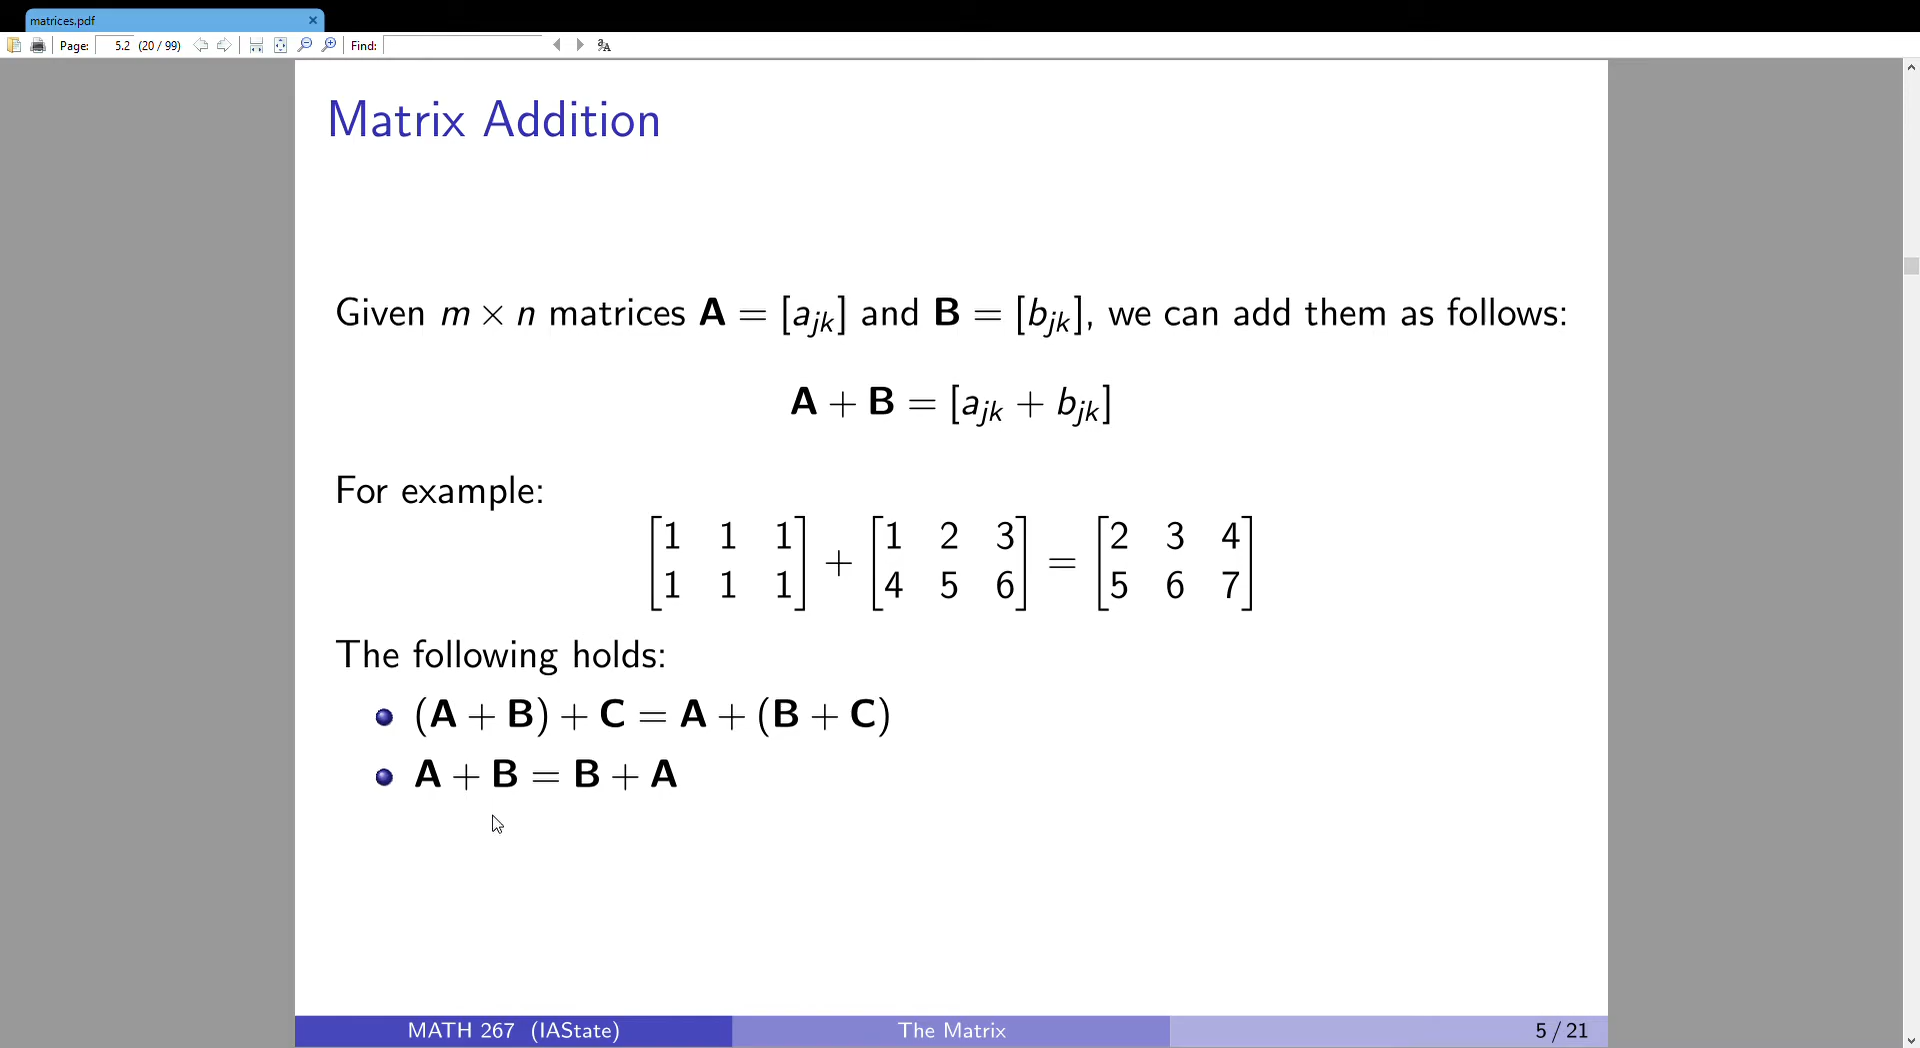 matrices.pdf
Page: 5.2 (20 / 99) Find:
Matrix Addition
Given m × n matrices A = [a_jk] and B = [b_jk], we can add them as follows:
A + B = [a_jk + b_jk]
For example:
[1 1 1; 1 1 1] + [1 2 3; 4 5 6] = [2 3 4; 5 6 7]
The following holds:
(A + B) + C = A + (B + C)
A + B = B + A
MATH 267 (IAState) The Matrix 5 / 21